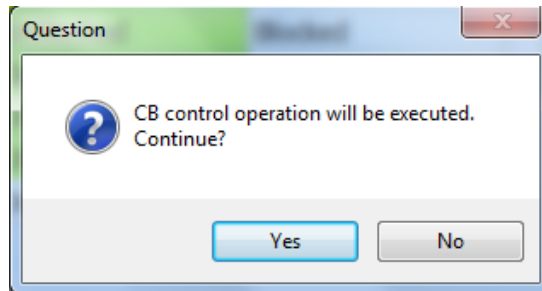 Question
CB control operation will be executed.
Continue?
Yes
No